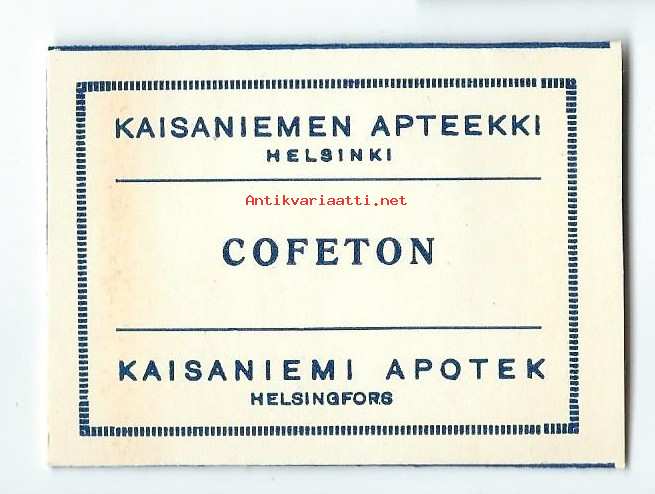 KAISANIEMEN APTEEKKI
HELSINKI
Antikvariaatti.net
COFETON
KAISANIEMI APOTEK
HELSINGFORS